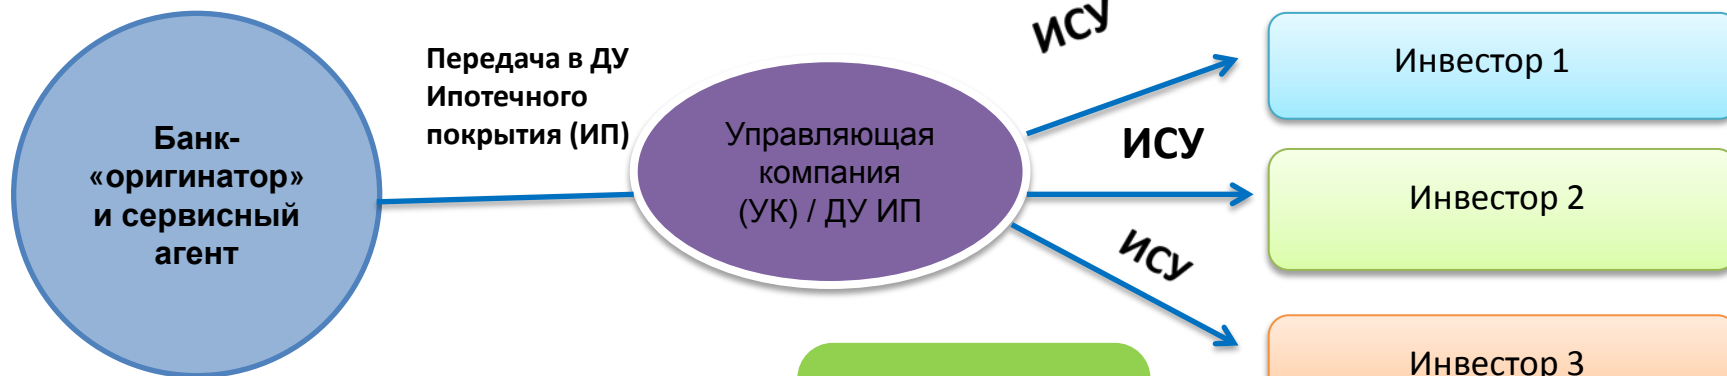 Банк-
«оригинатор»
и сервисный
агент
Передача в ДУ
Ипотечного
покрытия (ИП)
Управляющая
компания
(УК) / ДУ ИП
ИСУ
ИСУ
ИСУ
Инвестор 1
Инвестор 2
Инвестор 3